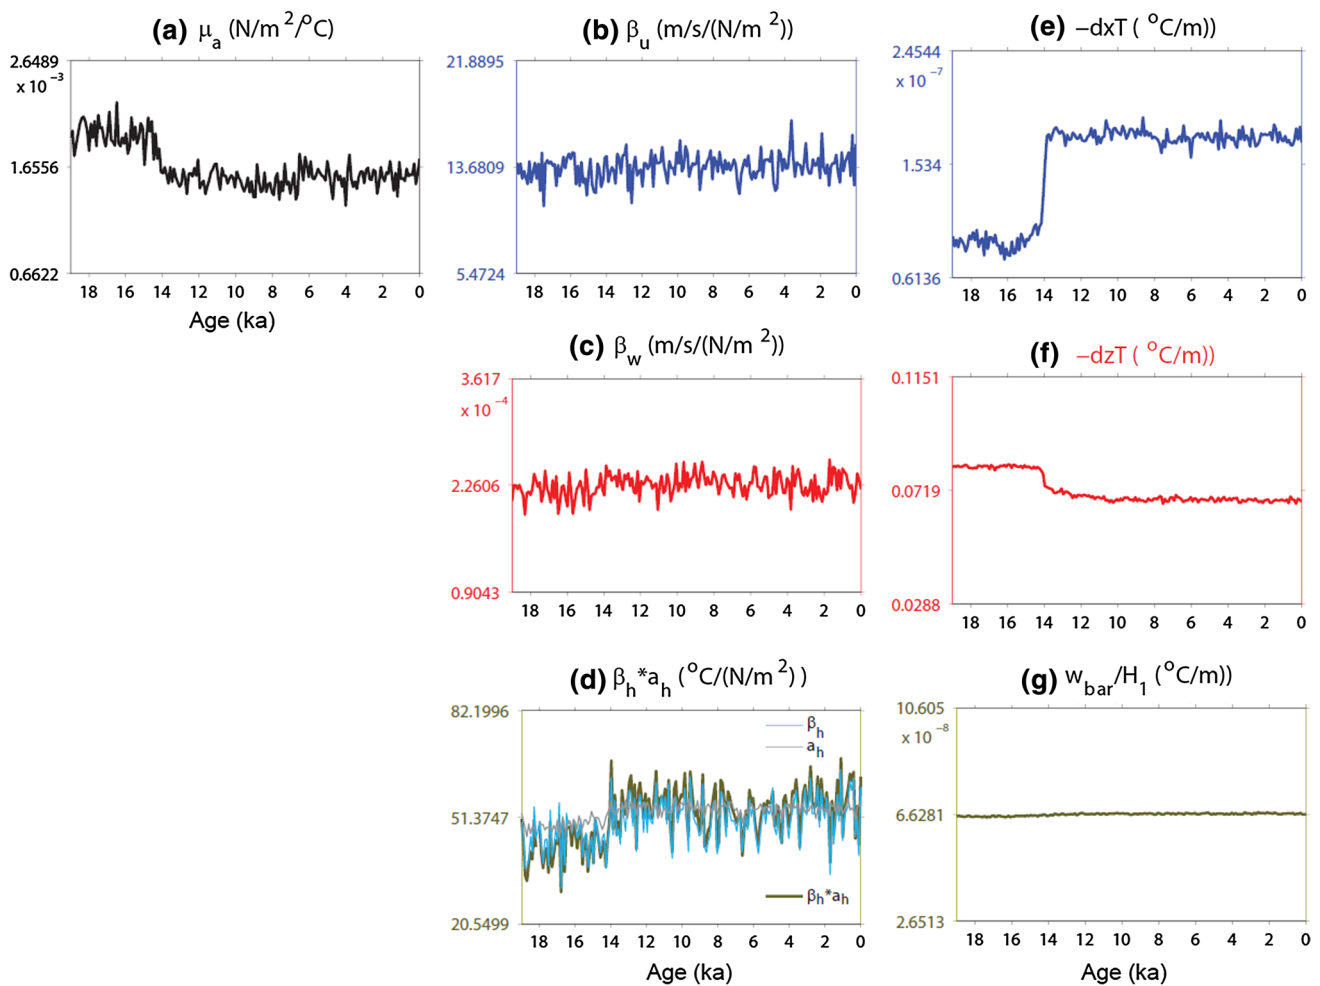 (a) μa (N/m 2/oC)
2.6489
x 10 −3
1.6556
0.6622
18 16 14 12 10 8 6 4 2 0
Age (ka)
(b) βu (m/s/(N/m 2))
21.8895
13.6809
5.4724
18 16 14 12 10 8 6 4 2 0
(e) −dxT ( oC/m))
2.4544
x 10 −7
1.534
0.6136
18 16 14 12 10 8 6 4 2 0
(c) βw (m/s/(N/m 2))
3.617
x 10 −4
2.2606
0.9043
18 16 14 12 10 8 6 4 2 0
(f) −dzT ( oC/m))
0.1151
0.0719
0.0288
18 16 14 12 10 8 6 4 2 0
(d) βh*ah (oC/(N/m2) )
82.1996
51.3747
20.5499
βh
ah
βh*ah
18 16 14 12 10 8 6 4 2 0
Age (ka)
(g) wbar/H1 (oC/m))
10.605
x 10 −8
6.6281
2.6513
18 16 14 12 10 8 6 4 2 0
Age (ka)